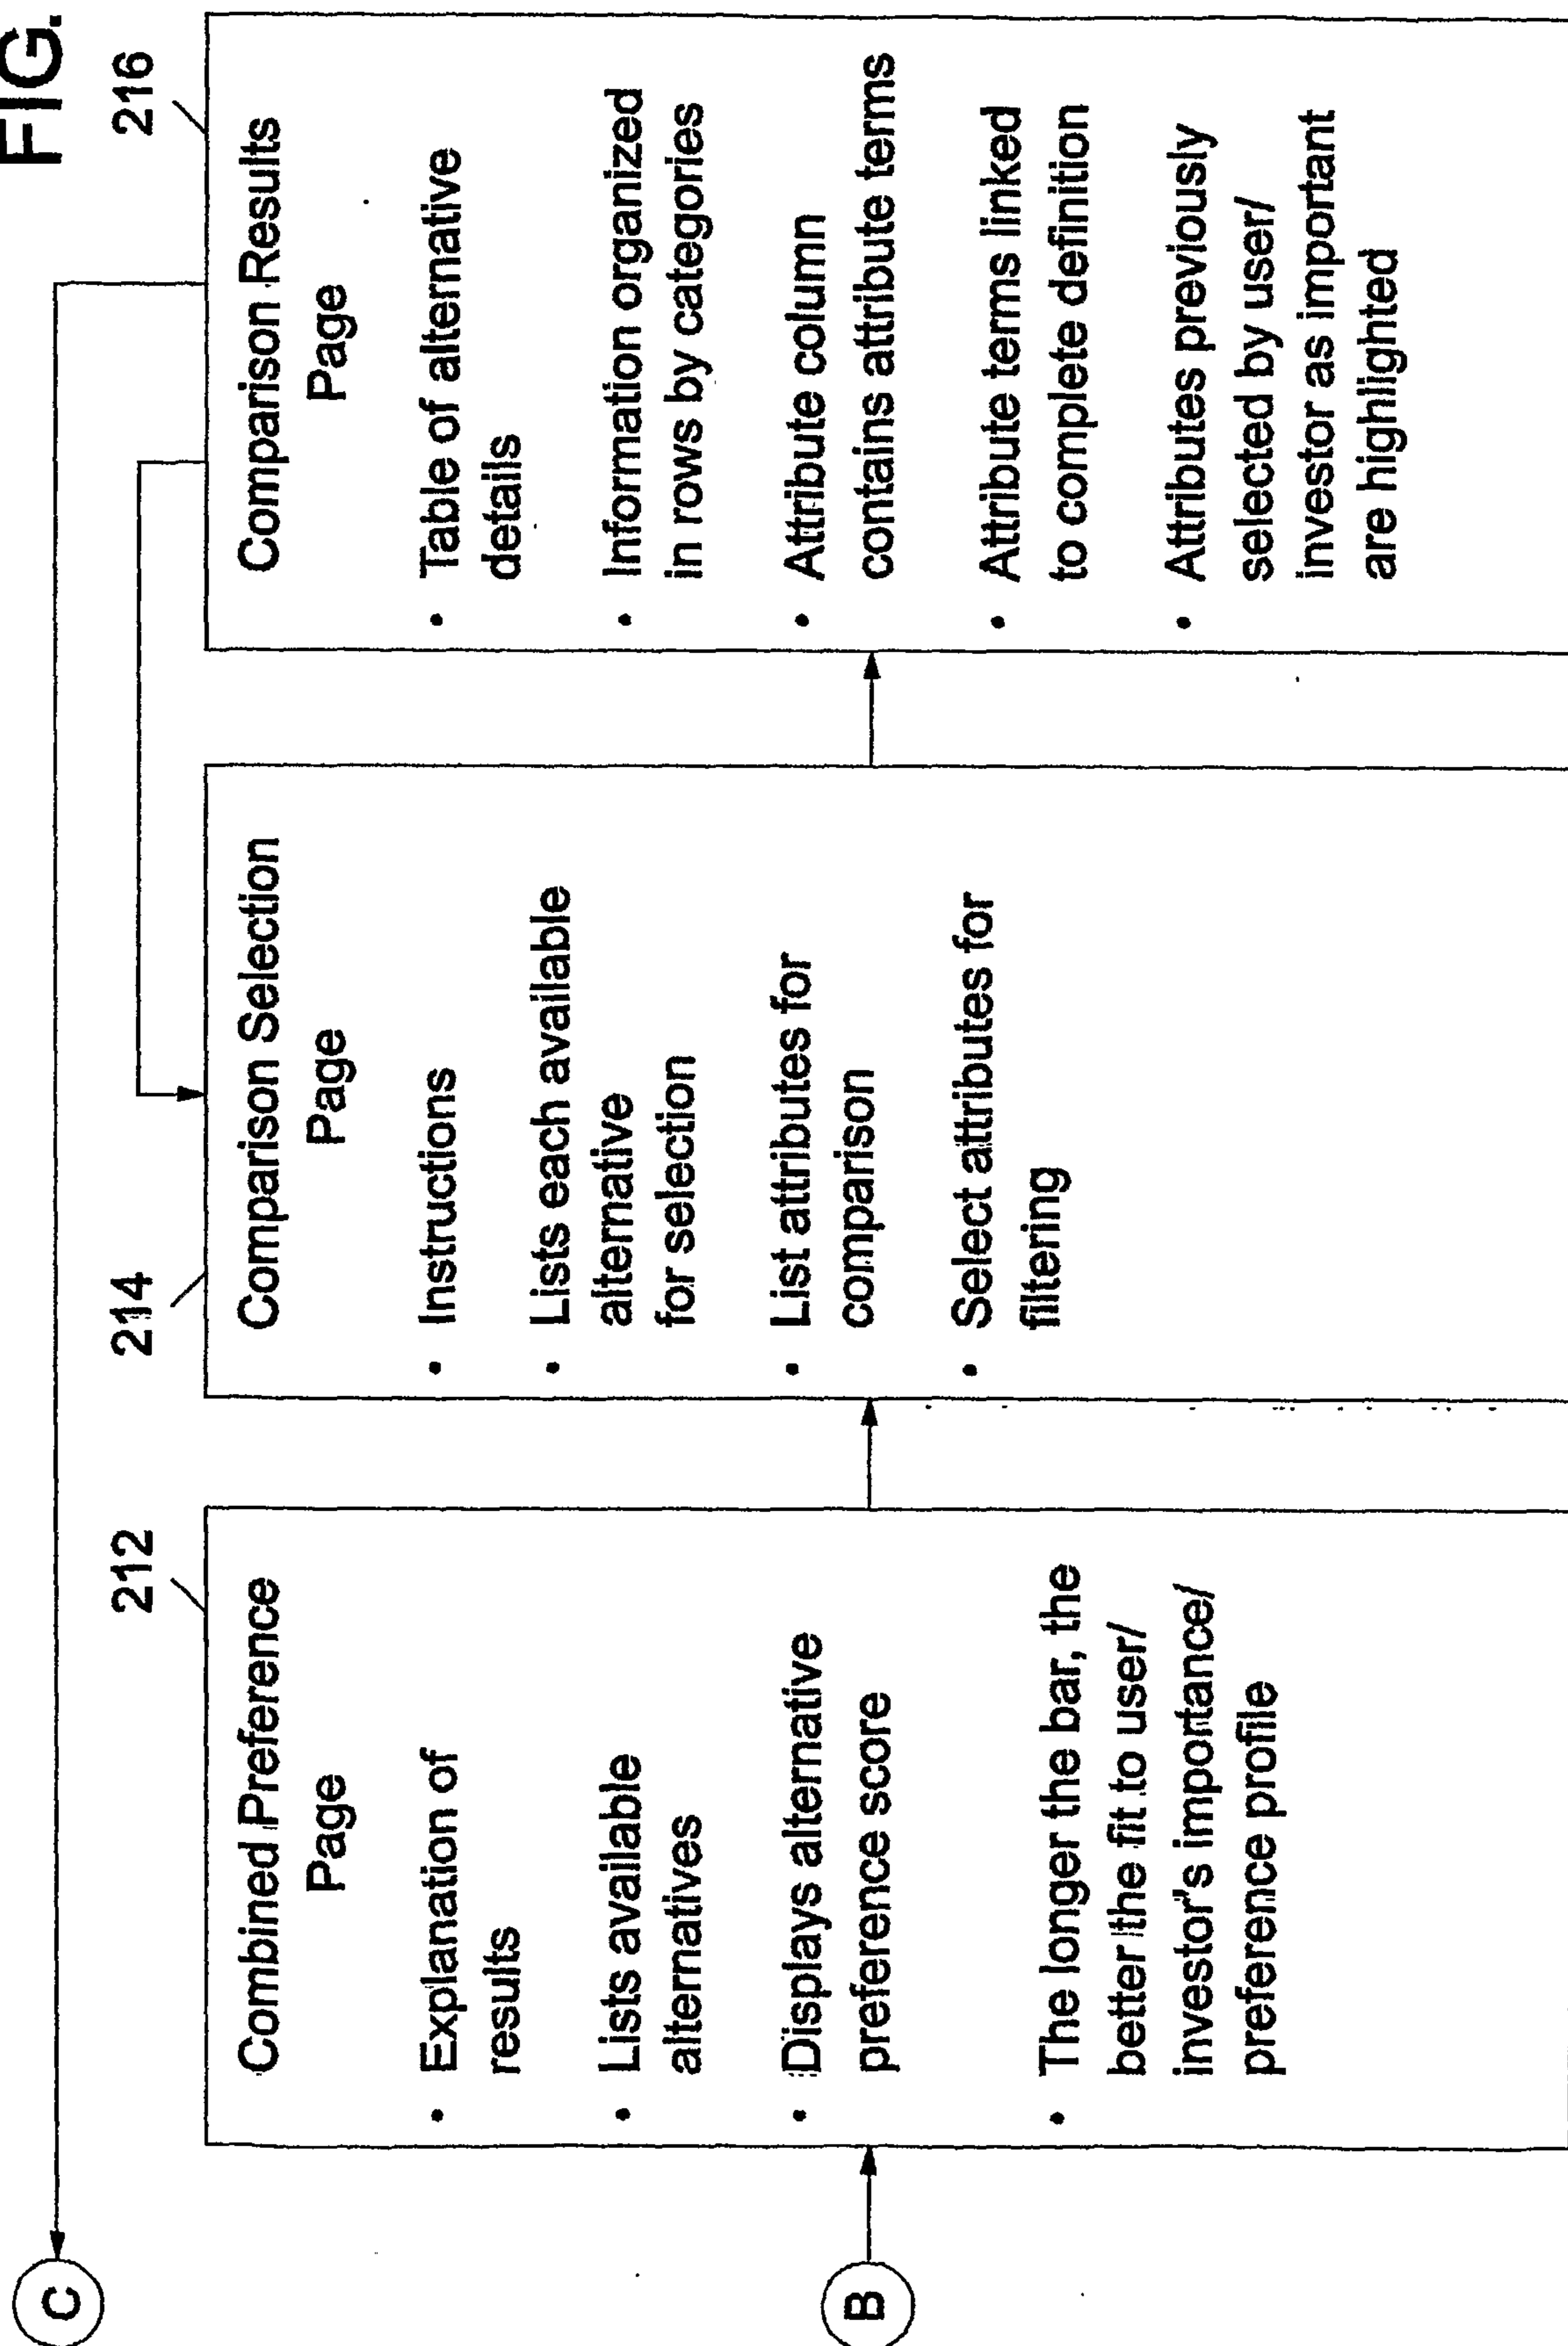 FIG.
C
B
212
Combined Preference
Page
• Explanation of
results
• Lists available
alternatives
• Displays alternative
preference score
• The longer the bar, the
better the fit to user/
investor's importance/
preference profile
214
Comparison Selection
Page
• Instructions
• Lists each available
alternative
for selection
• List attributes for
comparison
• Select attributes for
filtering
216
Comparison Results
Page
• Table of alternative
details
• Information organized
in rows by categories
• Attribute column
contains attribute terms
• Attribute terms linked
to complete definition
• Attributes previously
selected by user/
investor as important
are highlighted